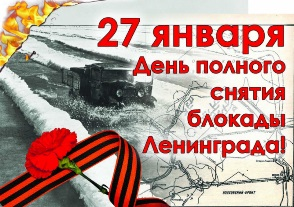 27 января
День полного
снятия
блокады
Ленинграда!